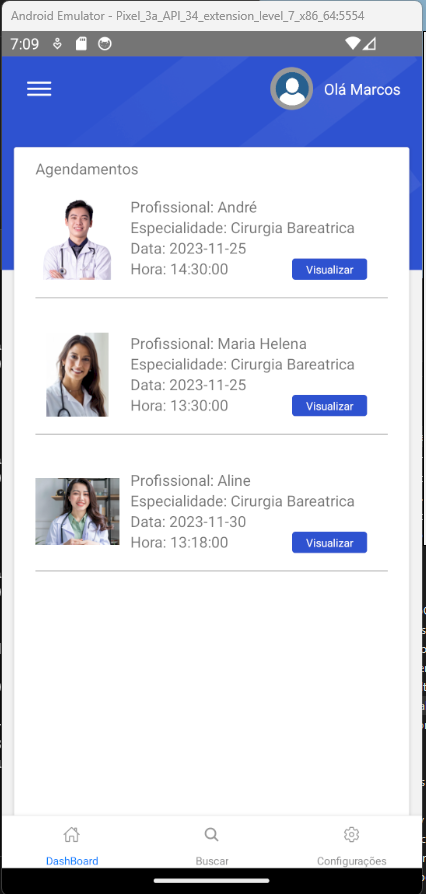 Android Emulator - Pixel_3a_API_34_extension_level_7_x86_64:5554
7:09
Olá Marcos
Agendamentos
Profissional: André
Especialidade: Cirurgia Bareatrica
Data: 2023-11-25
Hora: 14:30:00
Visualizar
Profissional: Maria Helena
Especialidade: Cirurgia Bareatrica
Data: 2023-11-25
Hora: 13:30:00
Visualizar
Profissional: Aline
Especialidade: Cirurgia Bareatrica
Data: 2023-11-30
Hora: 13:18:00
Visualizar
DashBoard
Buscar
Configurações